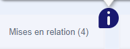 Mises en relation (4)